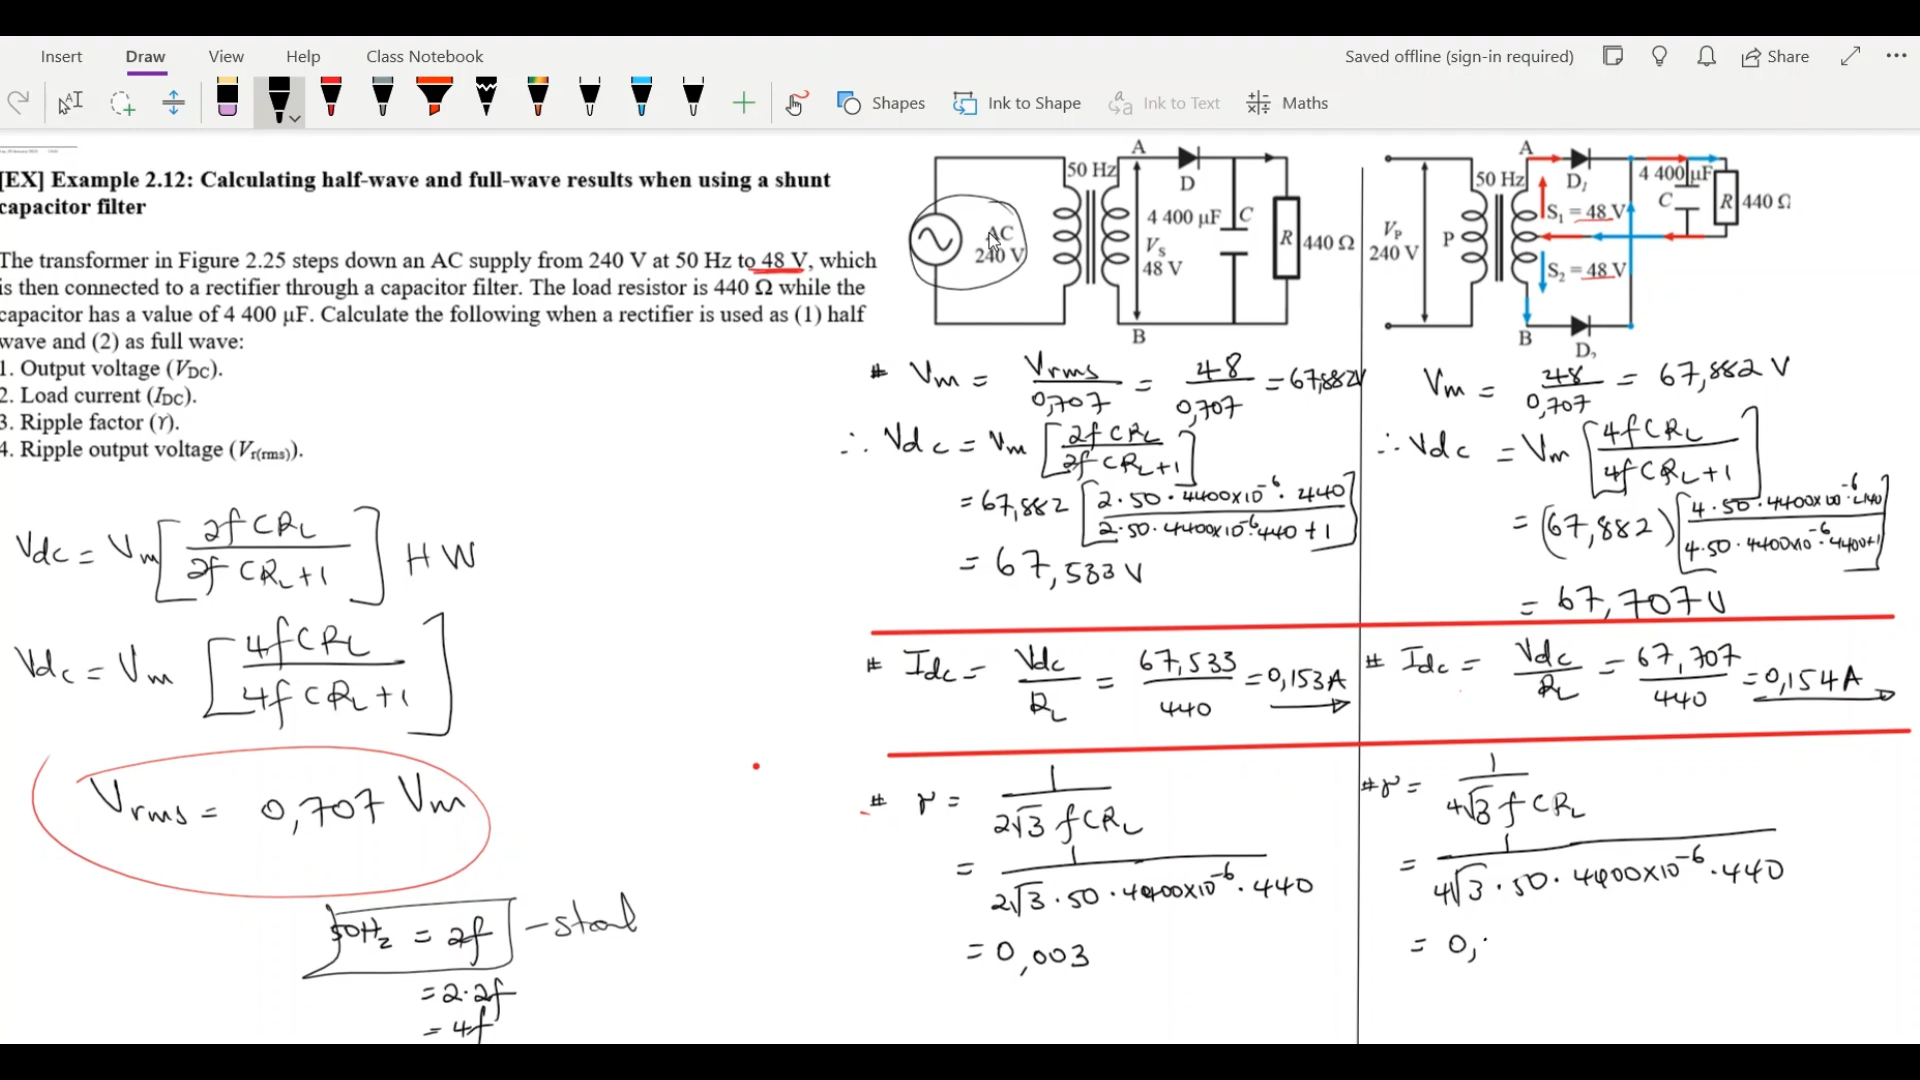 Insert Draw View Help Class Notebook Saved offline (sign-in required) Share
Shapes Ink to Shape Ink to Text Maths
[EX] Example 2.12: Calculating half-wave and full-wave results when using a shunt
capacitor filter
The transformer in Figure 2.25 steps down an AC supply from 240 V at 50 Hz to 48 V, which
is then connected to a rectifier through a capacitor filter. The load resistor is 440 Ω while the
capacitor has a value of 4 400 μF. Calculate the following when a rectifier is used as (1) half
wave and (2) as full wave:
1. Output voltage (VDC).
2. Load current (IDC).
3. Ripple factor (ϒ).
4. Ripple output voltage (Vr(rms)).
Vdc = Vm [2fCRL / 2fCRL+1] HW
Vdc = Vm [4fCRL / 4fCRL+1]
Vrms = 0,707 Vm
50Hz = 2f
= 2.2f
= 4f
A
50 Hz
D
AC
240 V
4 400 μF C
VS
48 V
R 440 Ω
B
# Vm = Vrms / 0,707 = 48 / 0,707 = 67,882V
∴ Vdc = Vm [2fCRL / 2fCRL+1]
= 67,882 [2.50.4400x10-6.440 / 2.50.4400x10-6.440+1]
= 67,533V
# Idc = Vdc / RL = 67,533 / 440 = 0,153A
# γ = 1 / 2√3 fCRL
= 1 / 2√3.50.4400x10-6.440
= 0,003
A
50 Hz
D1
4 400 μF
C
R 440 Ω
S1 = 48 V
VP
240 V
P
S2 = 48 V
B
D2
Vm = 48 / 0,707 = 67,882 V
∴ Vdc = Vm [4fCRL / 4fCRL+1]
= (67,882) [4.50.4400x10-6.440 / 4.50.4400x10-6.4400+1]
= 67,707V
# Idc = Vdc / RL = 67,707 / 440 = 0,154A
# γ = 1 / 4√3 fCRL
= 1 / 4√3.50.4400x10-6.440
= 0,